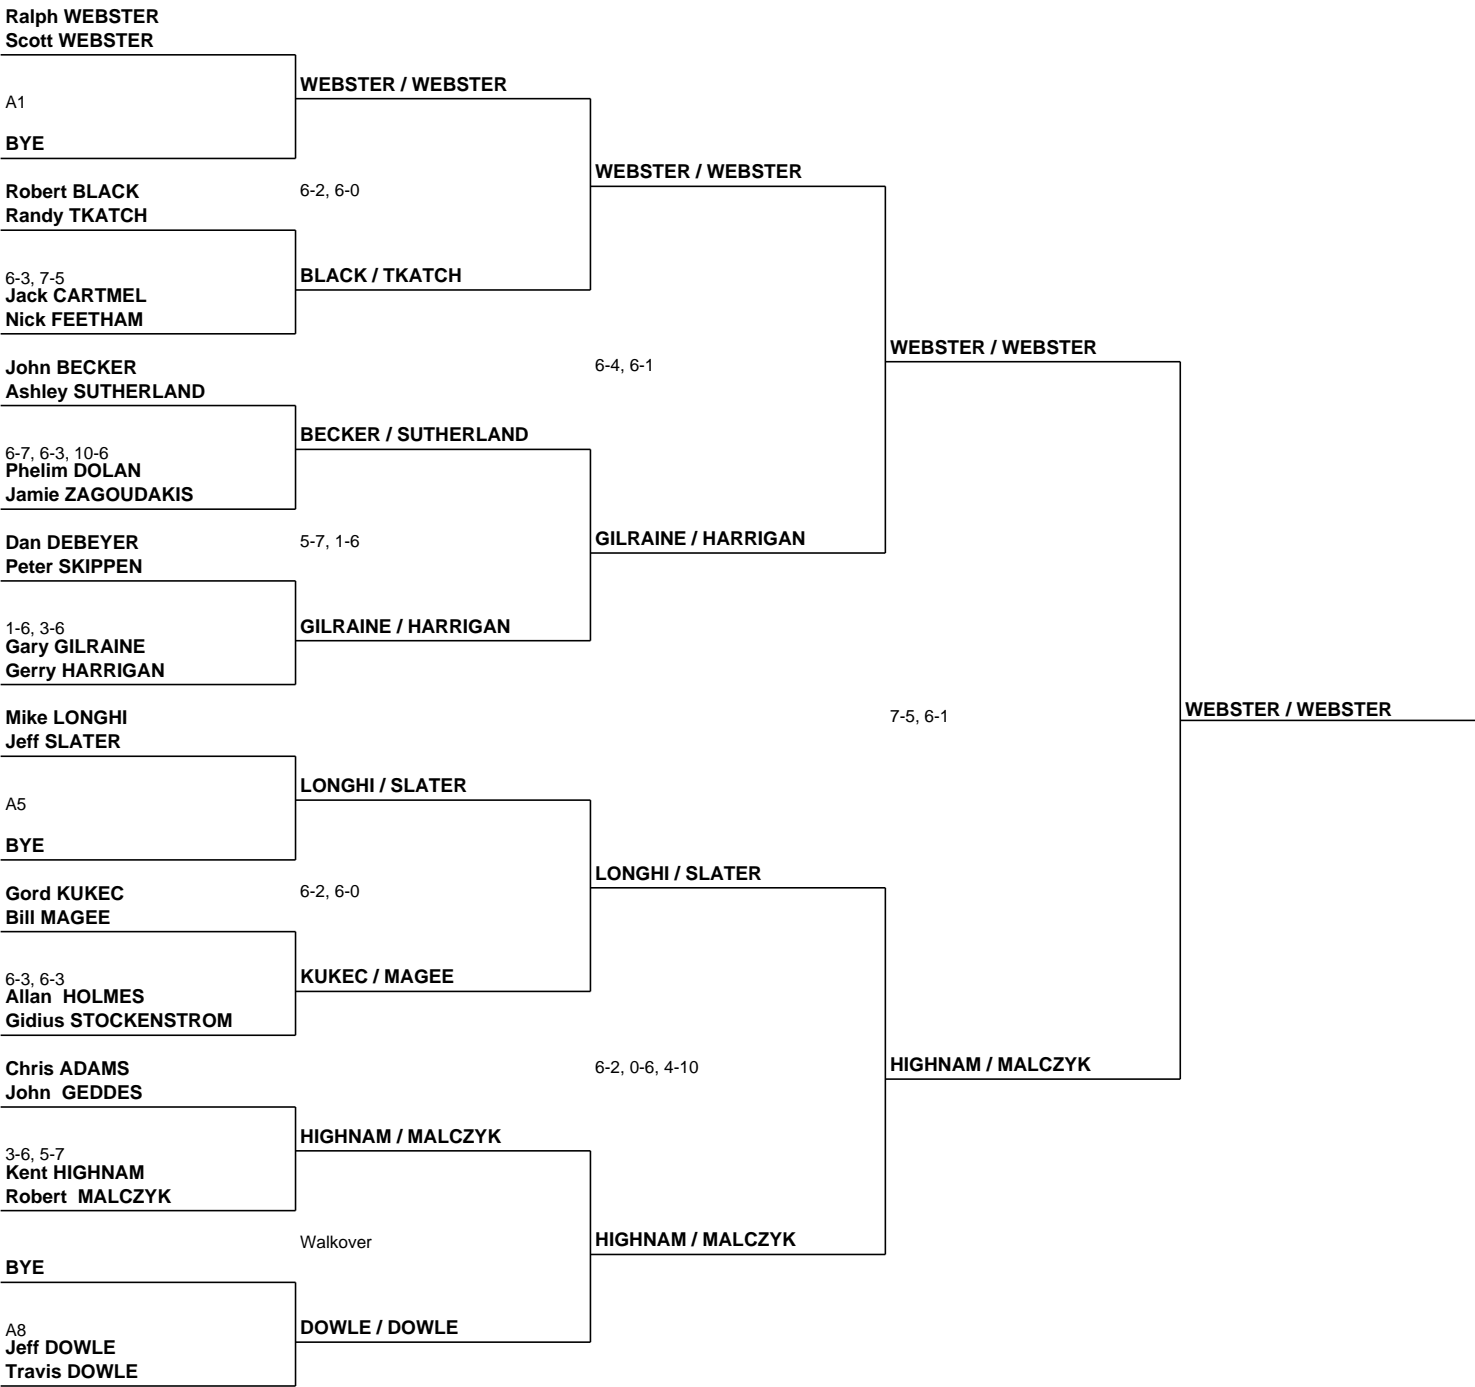 Ralph WEBSTER
Scott WEBSTER
WEBSTER / WEBSTER
A1
BYE
WEBSTER / WEBSTER
Robert BLACK
6-2, 6-0
Randy TKATCH
BLACK / TKATCH
6-3, 7-5
Jack CARTMEL
Nick FEETHAM
WEBSTER / WEBSTER
John BECKER
6-4, 6-1
Ashley SUTHERLAND
BECKER / SUTHERLAND
6-7, 6-3, 10-6
Phelim DOLAN
Jamie ZAGOUDAKIS
Dan DEBEYER
5-7, 1-6
GILRAINE / HARRIGAN
Peter SKIPPEN
1-6, 3-6
GILRAINE / HARRIGAN
Gary GILRAINE
Gerry HARRIGAN
WEBSTER / WEBSTER
Mike LONGHI
7-5, 6-1
Jeff SLATER
LONGHI / SLATER
A5
BYE
LONGHI / SLATER
Gord KUKEC
6-2, 6-0
Bill MAGEE
KUKEC / MAGEE
6-3, 6-3
Allan  HOLMES
Gidius STOCKENSTROM
Chris ADAMS
6-2, 0-6, 4-10
HIGHNAM / MALCZYK
John  GEDDES
HIGHNAM / MALCZYK
3-6, 5-7
Kent HIGHNAM
Robert  MALCZYK
Walkover
HIGHNAM / MALCZYK
BYE
DOWLE / DOWLE
A8
Jeff DOWLE
Travis DOWLE